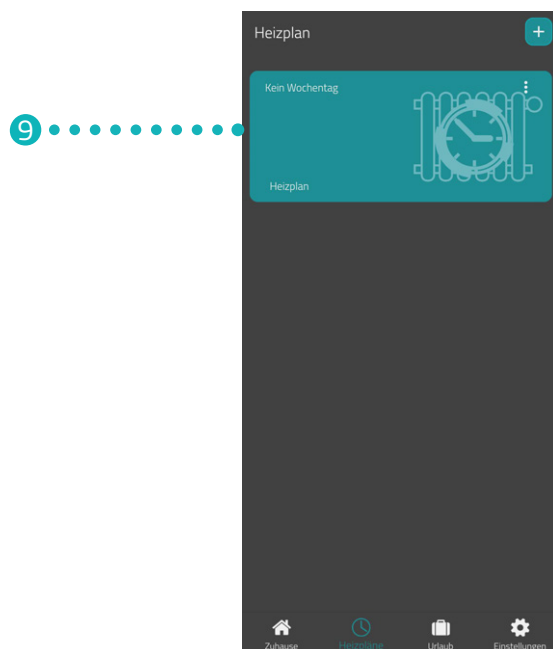 Heizplan
+
Kein Wochentag
9
Heizplan
Zuhause Heizpläne Urlaub Einstellungen